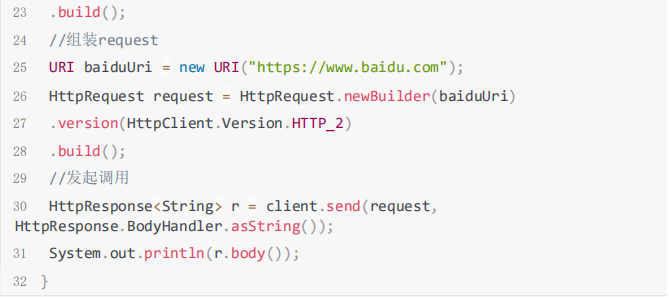 23 .build();
24 //组装request
25 URI baiduUri = new URI("https://www.baidu.com");
26 HttpRequest request = HttpRequest.newBuilder(baiduUri)
27 .version(HttpClient.Version.HTTP_2)
28 .build();
29 //发起调用
30 HttpResponse<String> r = client.send(request,
HttpResponse.BodyHandler.asString());
31 System.out.println(r.body());
32 }